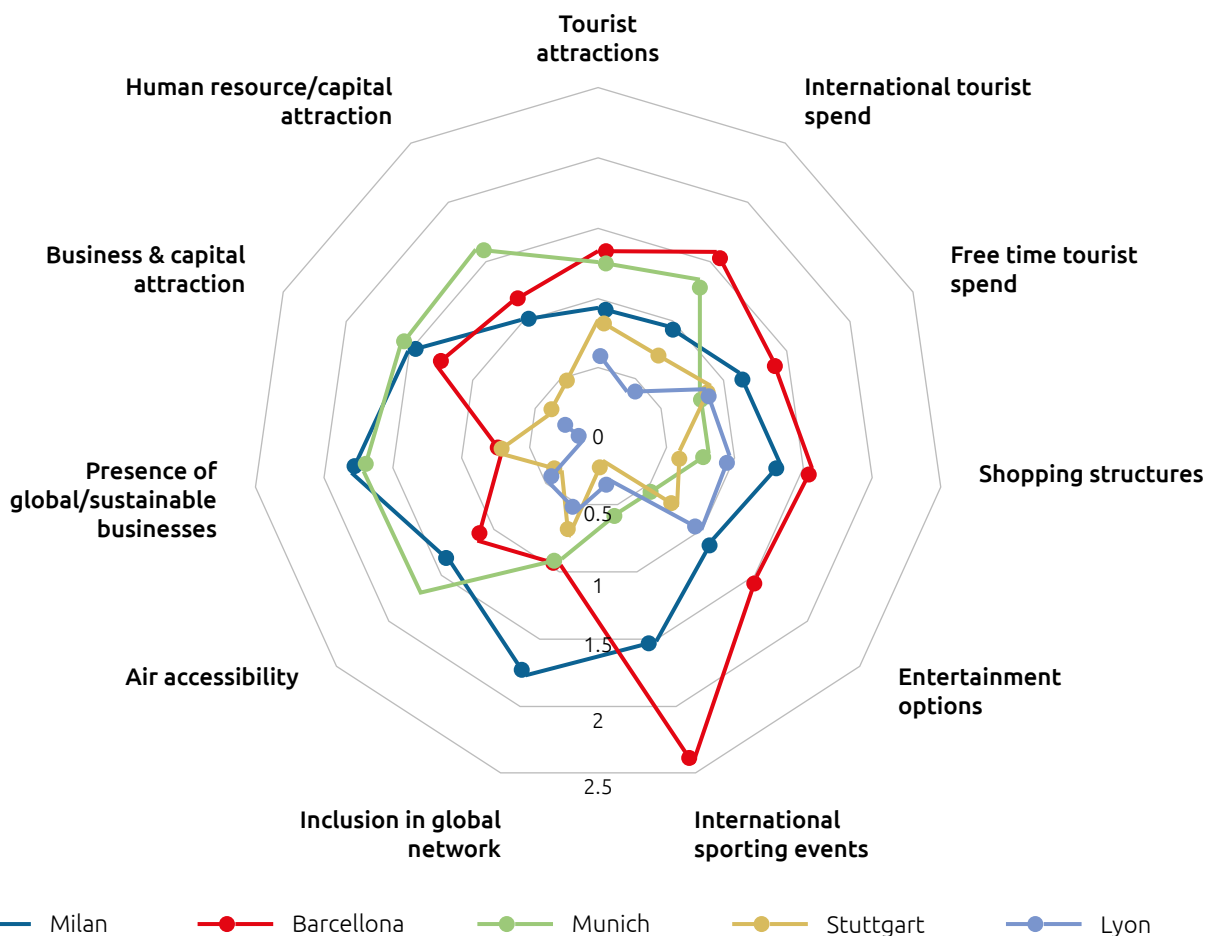 Tourist
attractions
Human resource/capital
attraction
International tourist
spend
Business & capital
attraction
Free time tourist
spend
Presence of
global/sustainable
businesses
Shopping structures
Air accessibility
Entertainment
options
Inclusion in global
network
International
sporting events
0
0.5
1
1.5
2
2.5
Milan
Barcellona
Munich
Stuttgart
Lyon